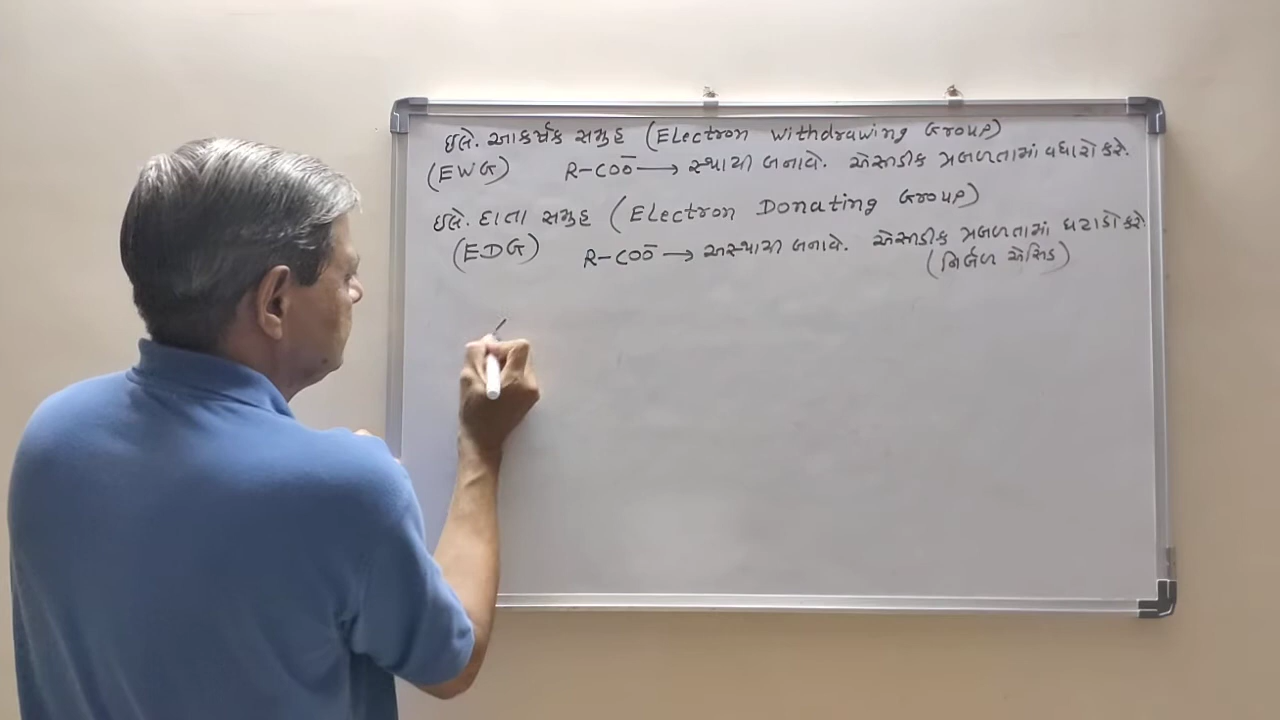 ઇલે. આકર્ષક સમુહ (Electron Withdrawing Group)
(EWG) R-COO̅ → સ્થાયી બનાવે. એસીડીક પ્રબળતામાં વધારો કરે.
ઇલે. દાતા સમુહ (Electron Donating Group)
(EDG) R-COO̅ → અસ્થાયી બનાવે. એસીડીક પ્રબળતામાં ઘટાડો કરે
(નિર્બળ એસિડ)